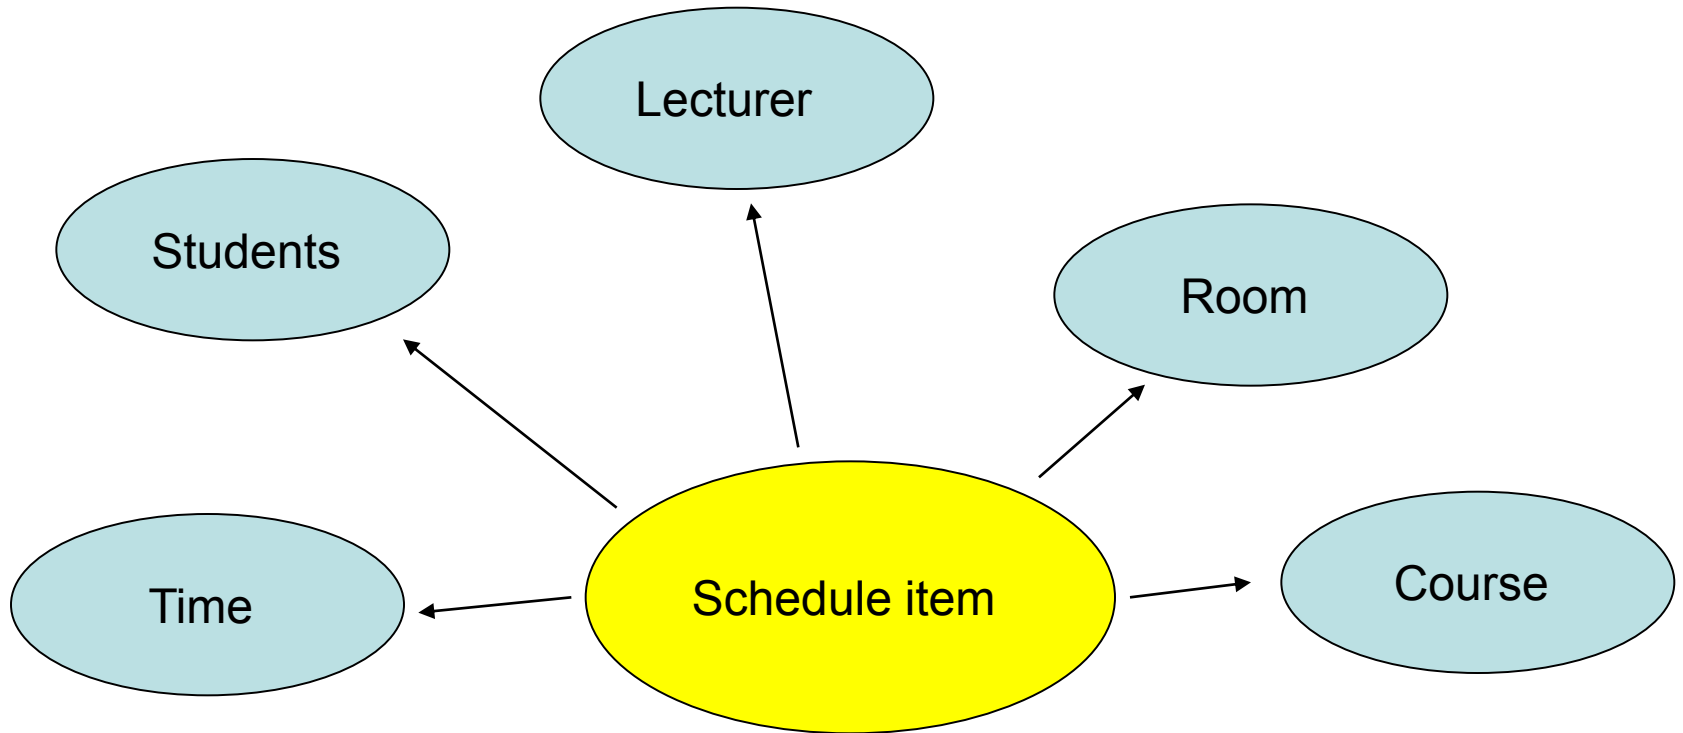 Lecturer
Students
Room
Course
Time
Schedule item